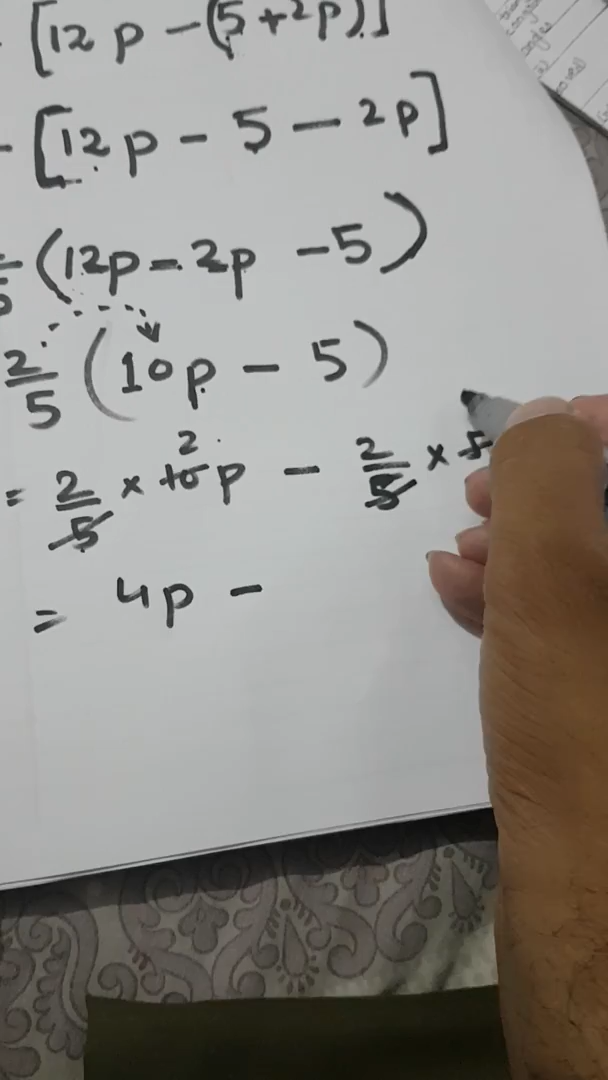 [12p - (5+2p)]
- [12p - 5 - 2p]
(12p - 2p - 5)
2/5 (10p - 5)
= 2/5 × 10p 2 - 2/5 × 5
= 4p -